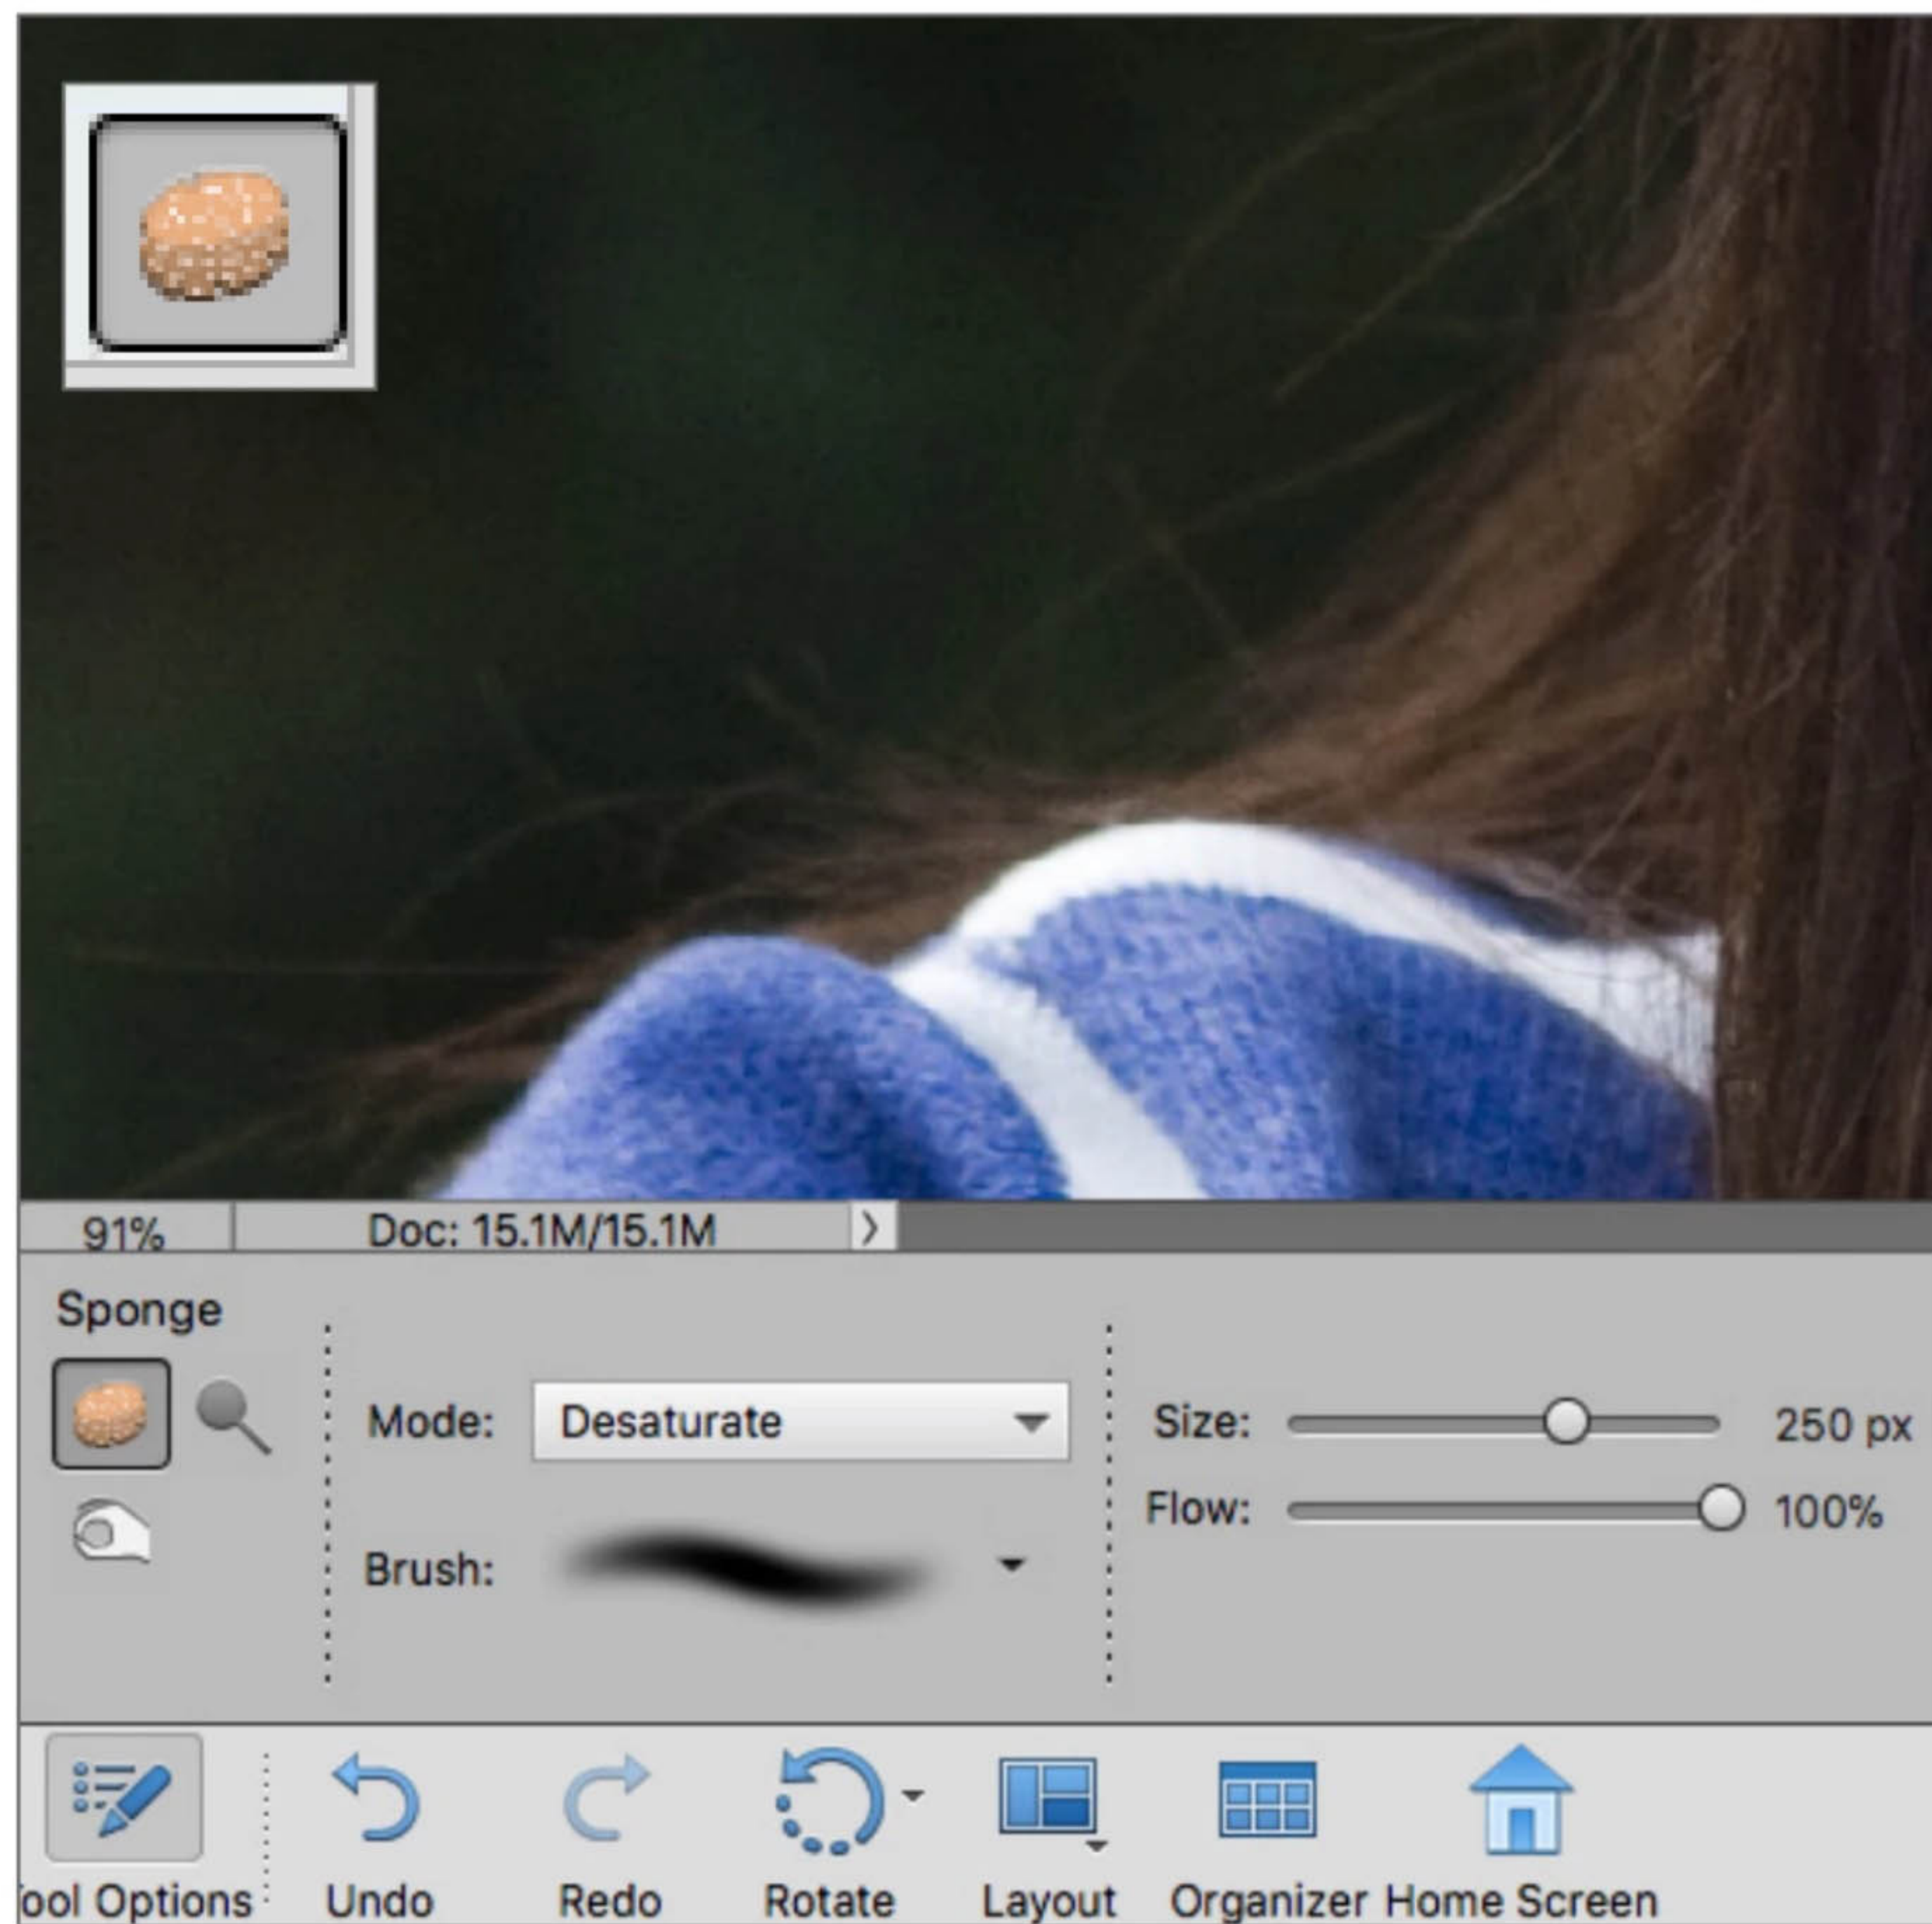 91%
Doc: 15.1M/15.1M
Sponge
Mode:
Desaturate
Size:
250 px
Flow:
100%
Brush:
ool Options
Undo
Redo
Rotate
Layout
Organizer
Home Screen